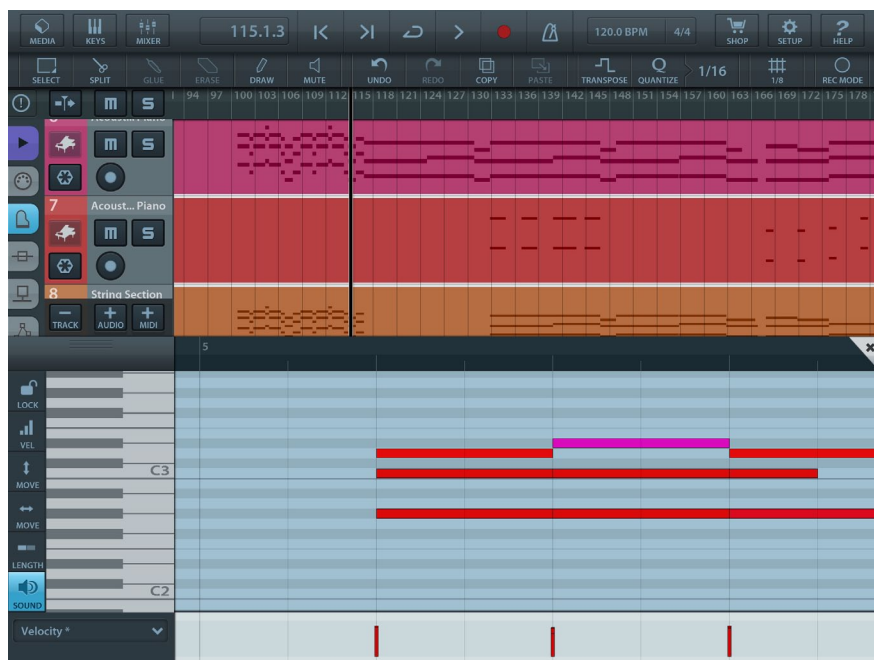 115.1.3 120.0 BPM 4/4
MEDIA KEYS MIXER SHOP SETUP HELP
SELECT SPLIT GLUE ERASE DRAW MUTE UNDO REDO COPY PASTE TRANSPOSE QUANTIZE 1/16 1/8 REC MODE
94 97 100 103 106 109 112 115 118 121 124 127 130 133 136 139 142 145 148 151 154 157 160 163 166 169 172 175 178
Acoustik Piano
m S
7 Acoust... Piano
m S
8 String Section
TRACK AUDIO MIDI
5
LOCK
VEL
MOVE C3
MOVE
LENGTH
SOUND C2
Velocity *